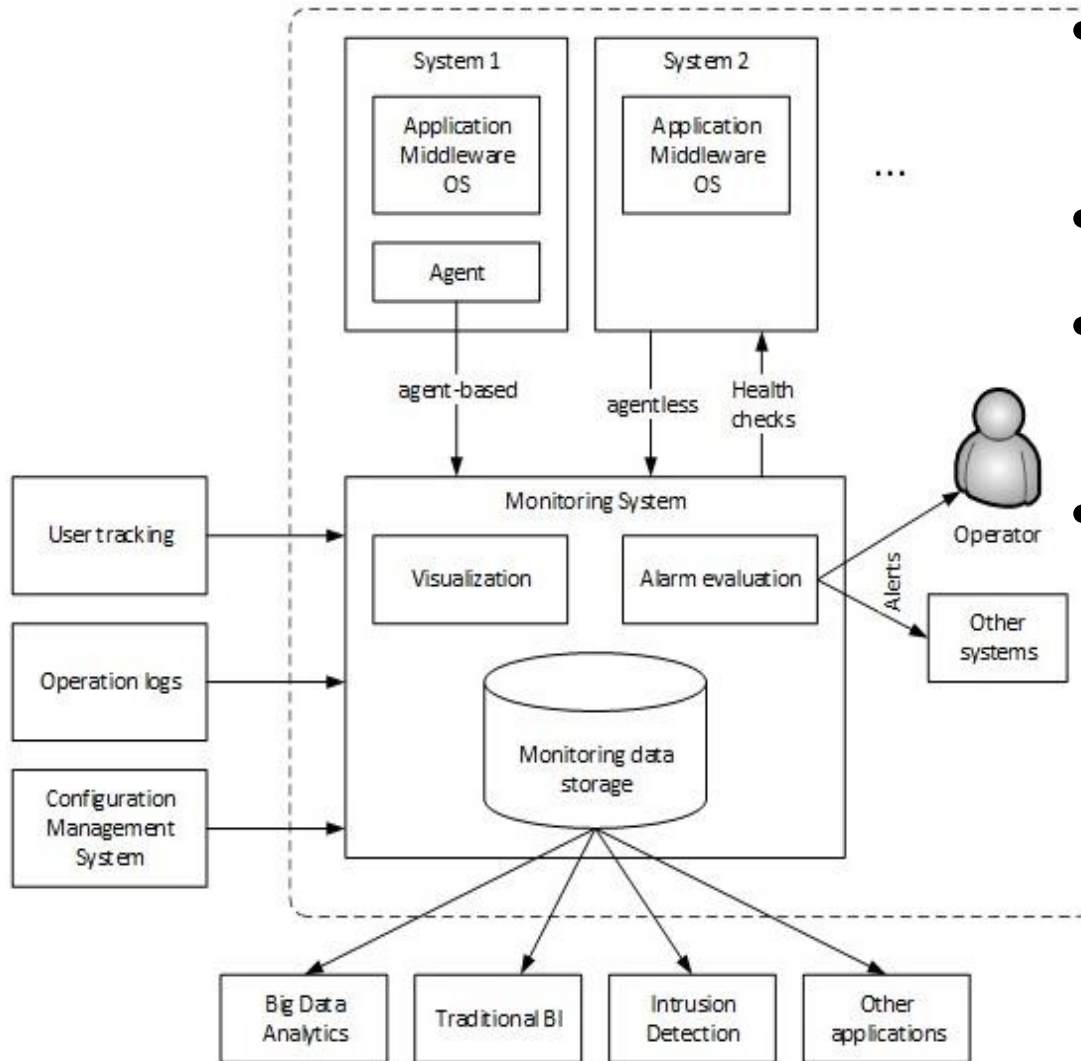 System 1
System 2
Application
Middleware
OS
Application
Middleware
OS
...
Agent
agent-based
agentless
Health
checks
Monitoring System
User tracking
Visualization
Alarm evaluation
Alerts
Operator
Other
systems
Operation logs
Monitoring data
storage
Configuration
Management
System
Big Data
Analytics
Traditional BI
Intrusion
Detection
Other
applications